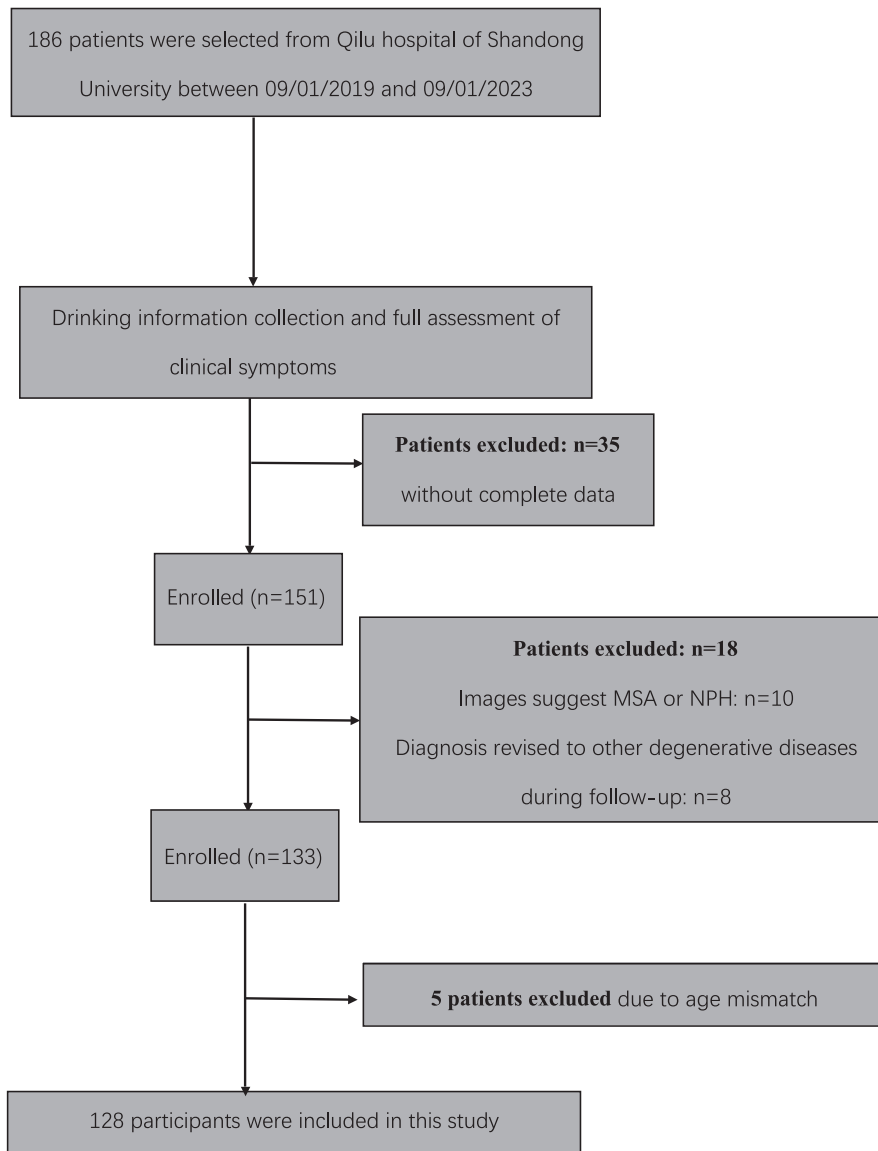 186 patients were selected from Qilu hospital of Shandong
University between 09/01/2019 and 09/01/2023
Drinking information collection and full assessment of
clinical symptoms
Patients excluded: n=35
without complete data
Enrolled (n=151)
Patients excluded: n=18
Images suggest MSA or NPH: n=10
Diagnosis revised to other degenerative diseases
during follow-up: n=8
Enrolled (n=133)
5 patients excluded due to age mismatch
128 participants were included in this study